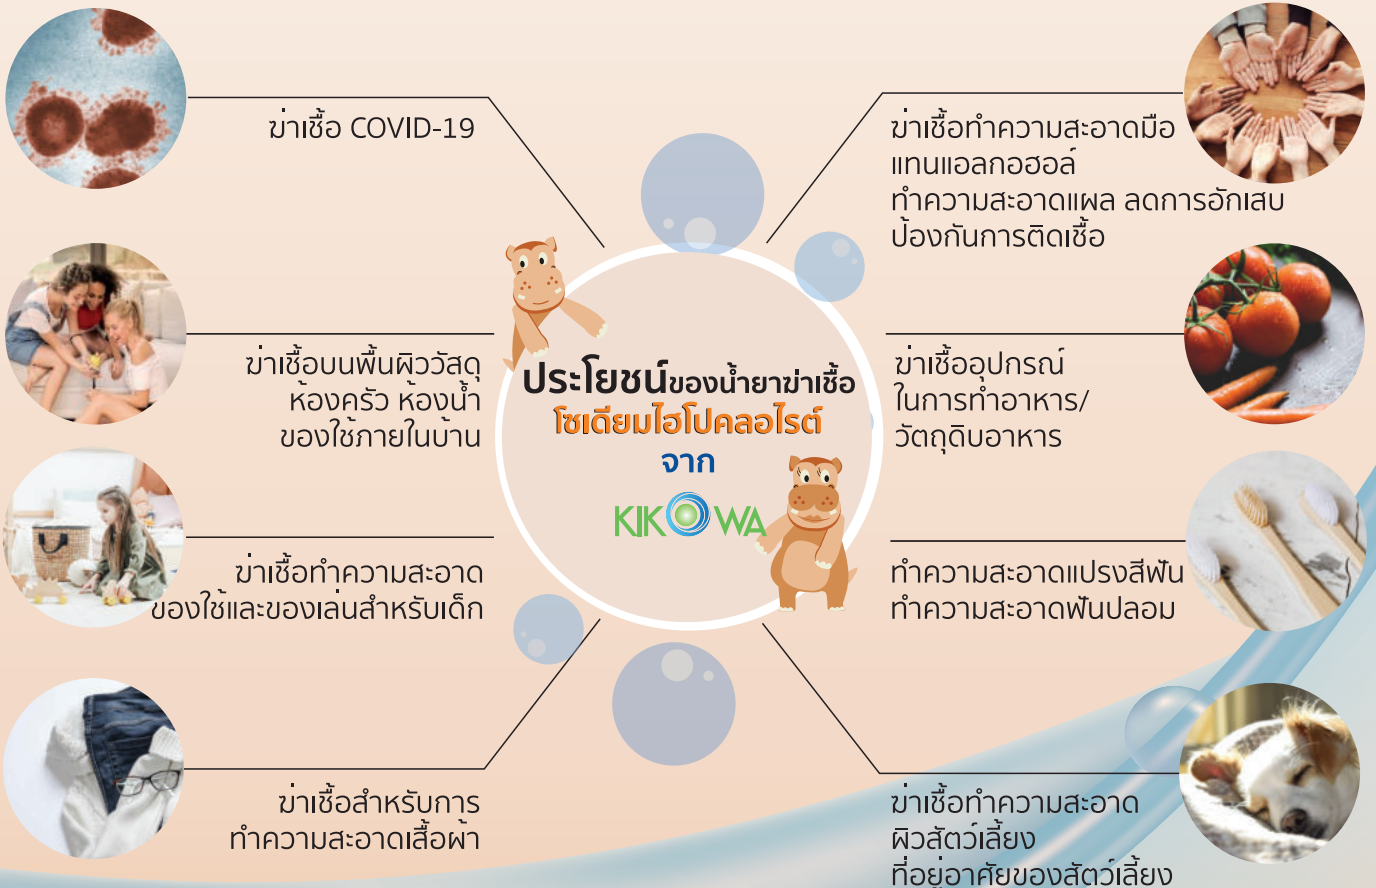 ฆ่าเชื้อ COVID-19
ฆ่าเชื้อบนพื้นผิววัสดุ
ห้องครัว ห้องน้ำ
ของใช้ภายในบ้าน
ฆ่าเชื้อทำความสะอาด
ของใช้และของเล่นสำหรับเด็ก
ฆ่าเชื้อสำหรับการ
ทำความสะอาดเสื้อผ้า
ประโยชน์ของน้ำยาฆ่าเชื้อ
โซเดียมไฮโปคลอไรต์
จาก
KIKOWA
ฆ่าเชื้อทำความสะอาดมือ
แทนแอลกอฮอล์
ทำความสะอาดแผล ลดการอักเสบ
ป้องกันการติดเชื้อ
ฆ่าเชื้ออุปกรณ์
ในการทำอาหาร/
วัตถุดิบอาหาร
ทำความสะอาดแปรงสีฟัน
ทำความสะอาดฟันปลอม
ฆ่าเชื้อทำความสะอาด
ผิวสัตว์เลี้ยง
ที่อยู่อาศัยของสัตว์เลี้ยง